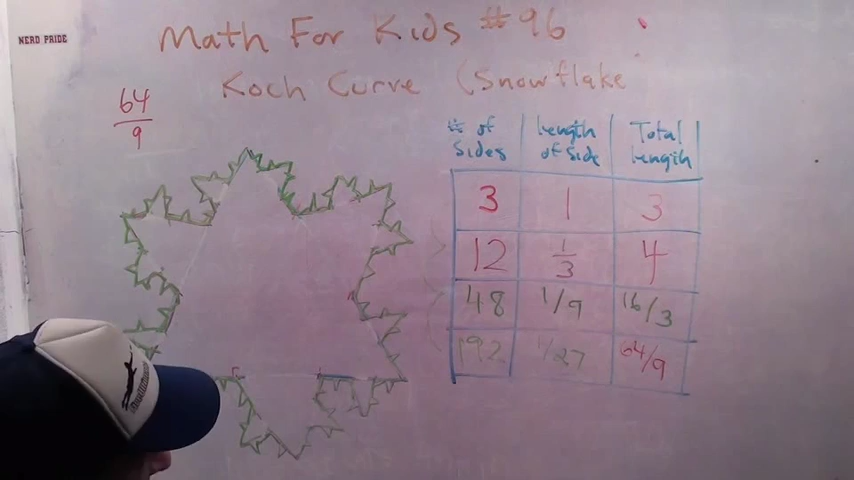 NERD PRIDE
Math For Kids #96
Koch Curve (Snowflake
64
9
# of Sides
length of Side
Total length
3 1 3
12 1/3 4
48 1/9 16/3
192 1/27 64/9